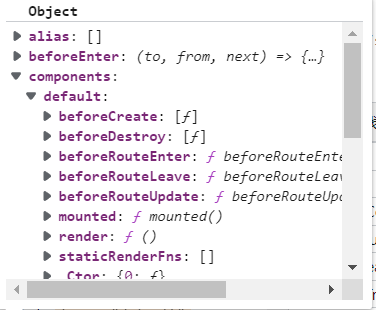 Object
alias: []
beforeEnter: (to, from, next) => {…}
components:
default:
beforeCreate: [ƒ]
beforeDestroy: [ƒ]
beforeRouteEnter: ƒ beforeRouteEnte
beforeRouteLeave: ƒ beforeRouteLeav
beforeRouteUpdate: ƒ beforeRouteUpd
mounted: ƒ mounted()
render: ƒ ()
staticRenderFns: []
_Ctor: {0: ƒ}